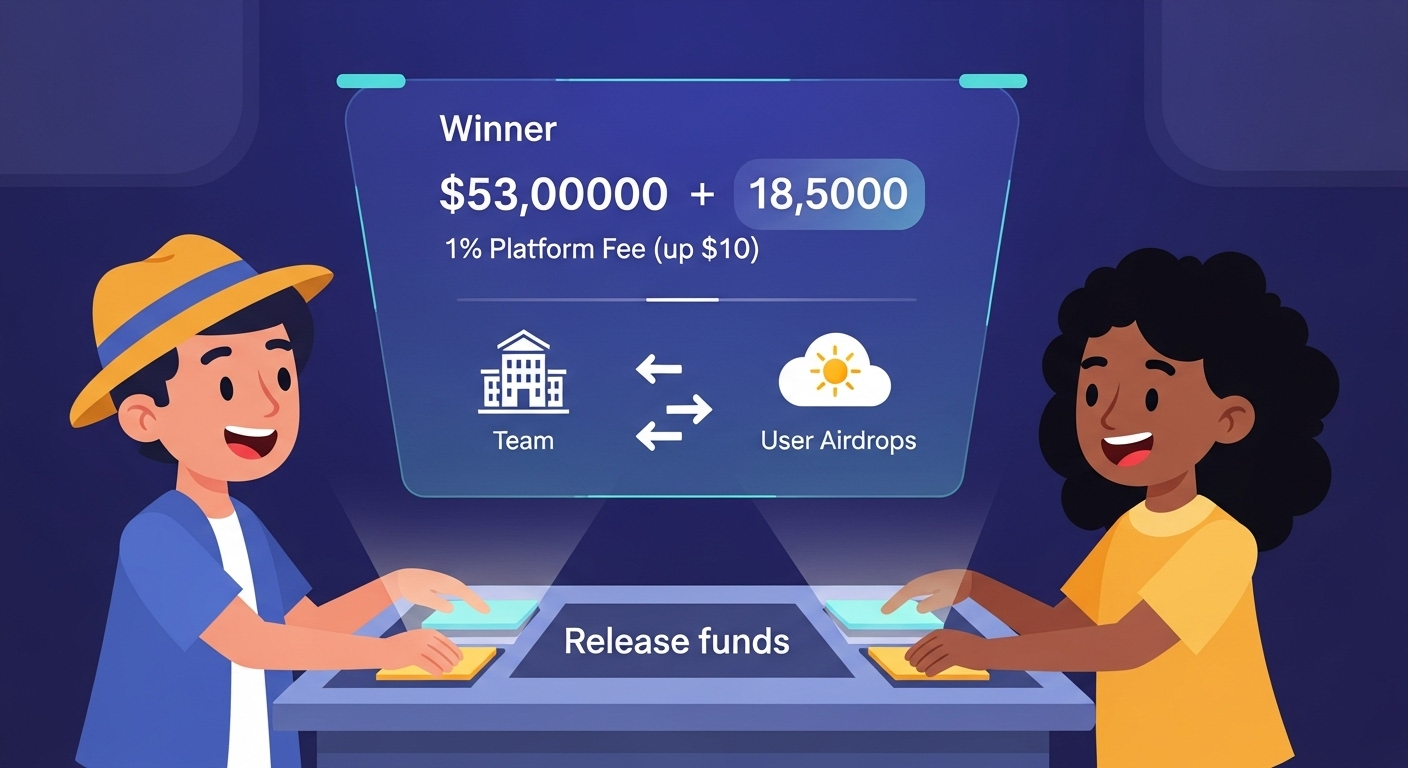 Winner
$53,00000 + 18,5000
1% Platform Fee (up $10)
Team
User Airdrops
Release funds